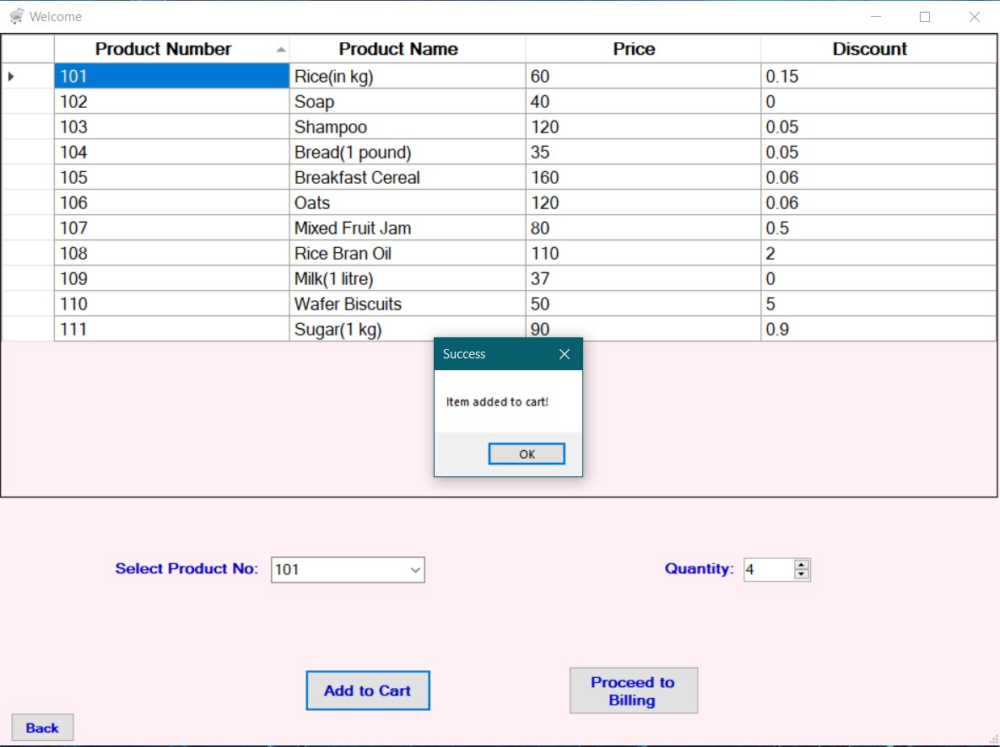 Welcome
Product Number Product Name Price Discount
101 Rice(in kg) 60 0.15
102 Soap 40 0
103 Shampoo 120 0.05
104 Bread(1 pound) 35 0.05
105 Breakfast Cereal 160 0.06
106 Oats 120 0.06
107 Mixed Fruit Jam 80 0.5
108 Rice Bran Oil 110 2
109 Milk(1 litre) 37 0
110 Wafer Biscuits 50 5
111 Sugar(1 kg) 90 0.9
Success
Item added to cart!
OK
Select Product No: 101 Quantity: 4
Add to Cart
Proceed to
Billing
Back